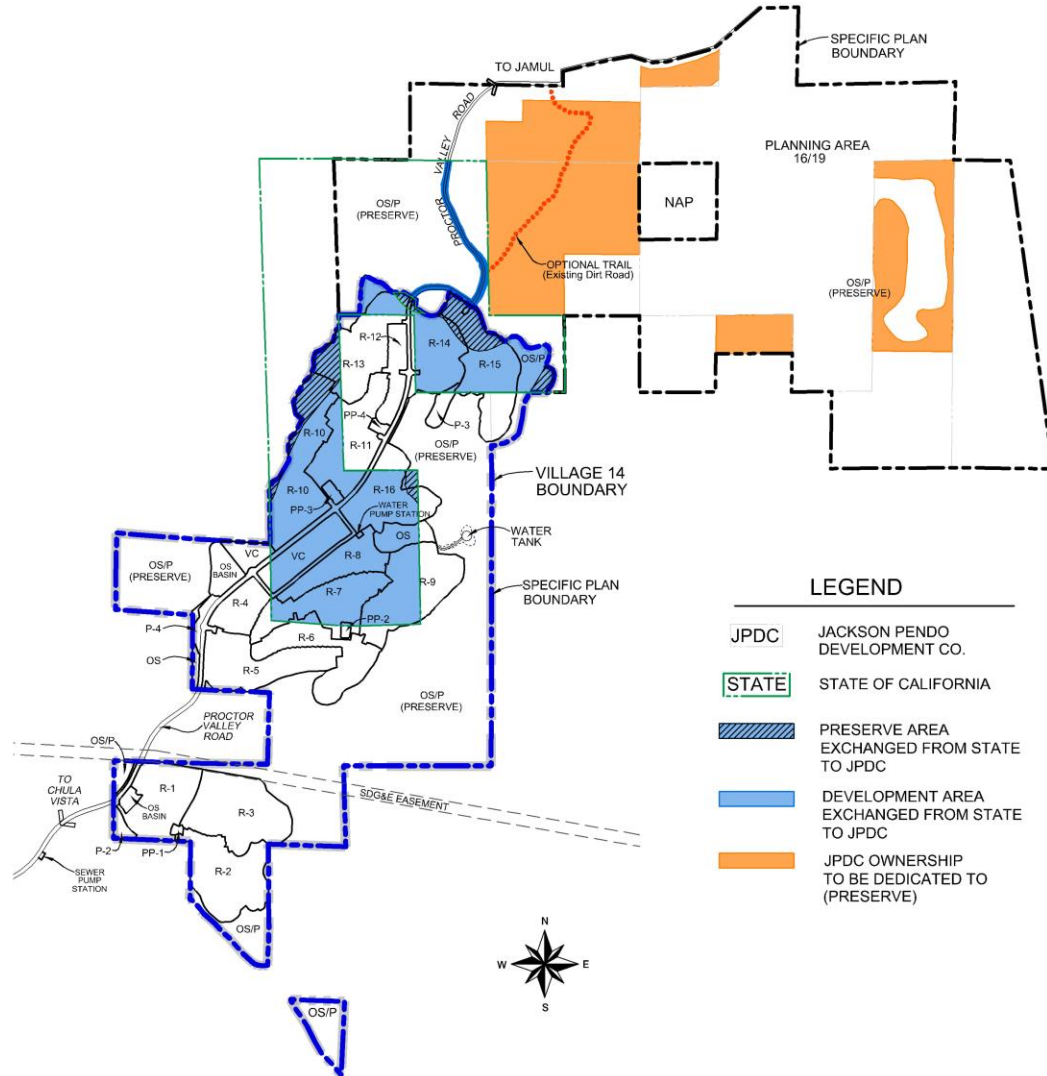 SPECIFIC PLAN
BOUNDARY
TO JAMUL
PROCTOR VALLEY ROAD
PLANNING AREA
16/19
NAP
OS/P
(PRESERVE)
OPTIONAL TRAIL
(Existing Dirt Road)
OS/P
(PRESERVE)
R-12
R-14
R-13
R-15
OS/P
PP-4
P-3
R-10
R-11
OS/P
(PRESERVE)
VILLAGE 14
BOUNDARY
R-10
R-16
PP-3
WATER
PUMP STATION
WATER
TANK
OS
VC
VC
R-8
OS/P
(PRESERVE)
OS
BASIN
R-9
SPECIFIC PLAN
BOUNDARY
R-7
R-4
PP-2
P-4
R-6
OS
R-5
OS/P
(PRESERVE)
PROCTOR
VALLEY
ROAD
OS/P
TO
CHULA
VISTA
R-1
OS
BASIN
R-3
SDG&E EASEMENT
P-2
PP-1
R-2
SEWER
PUMP
STATION
OS/P
OS/P
N
W
E
S
LEGEND
JPDC
JACKSON PENDO
DEVELOPMENT CO.
STATE
STATE OF CALIFORNIA
PRESERVE AREA
EXCHANGED FROM STATE
TO JPDC
DEVELOPMENT AREA
EXCHANGED FROM STATE
TO JPDC
JPDC OWNERSHIP
TO BE DEDICATED TO
(PRESERVE)